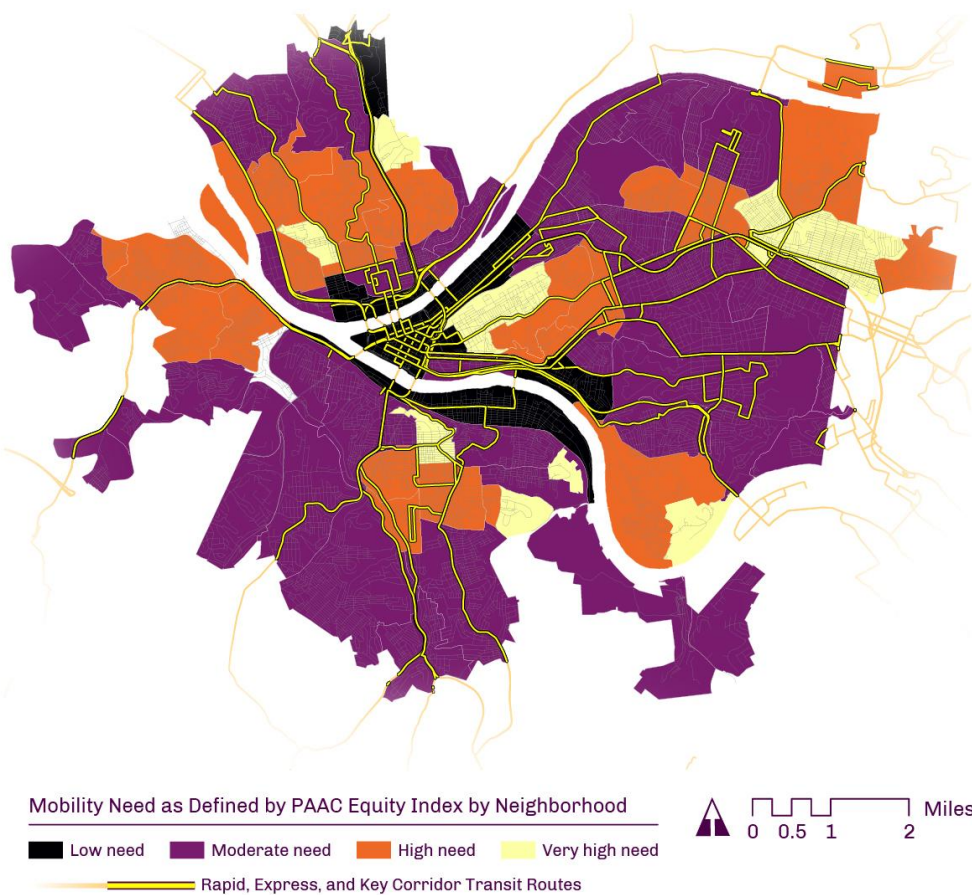 Mobility Need as Defined by PAAC Equity Index by Neighborhood
Low need Moderate need High need Very high need
Rapid, Express, and Key Corridor Transit Routes
Miles
0 0.5 1 2